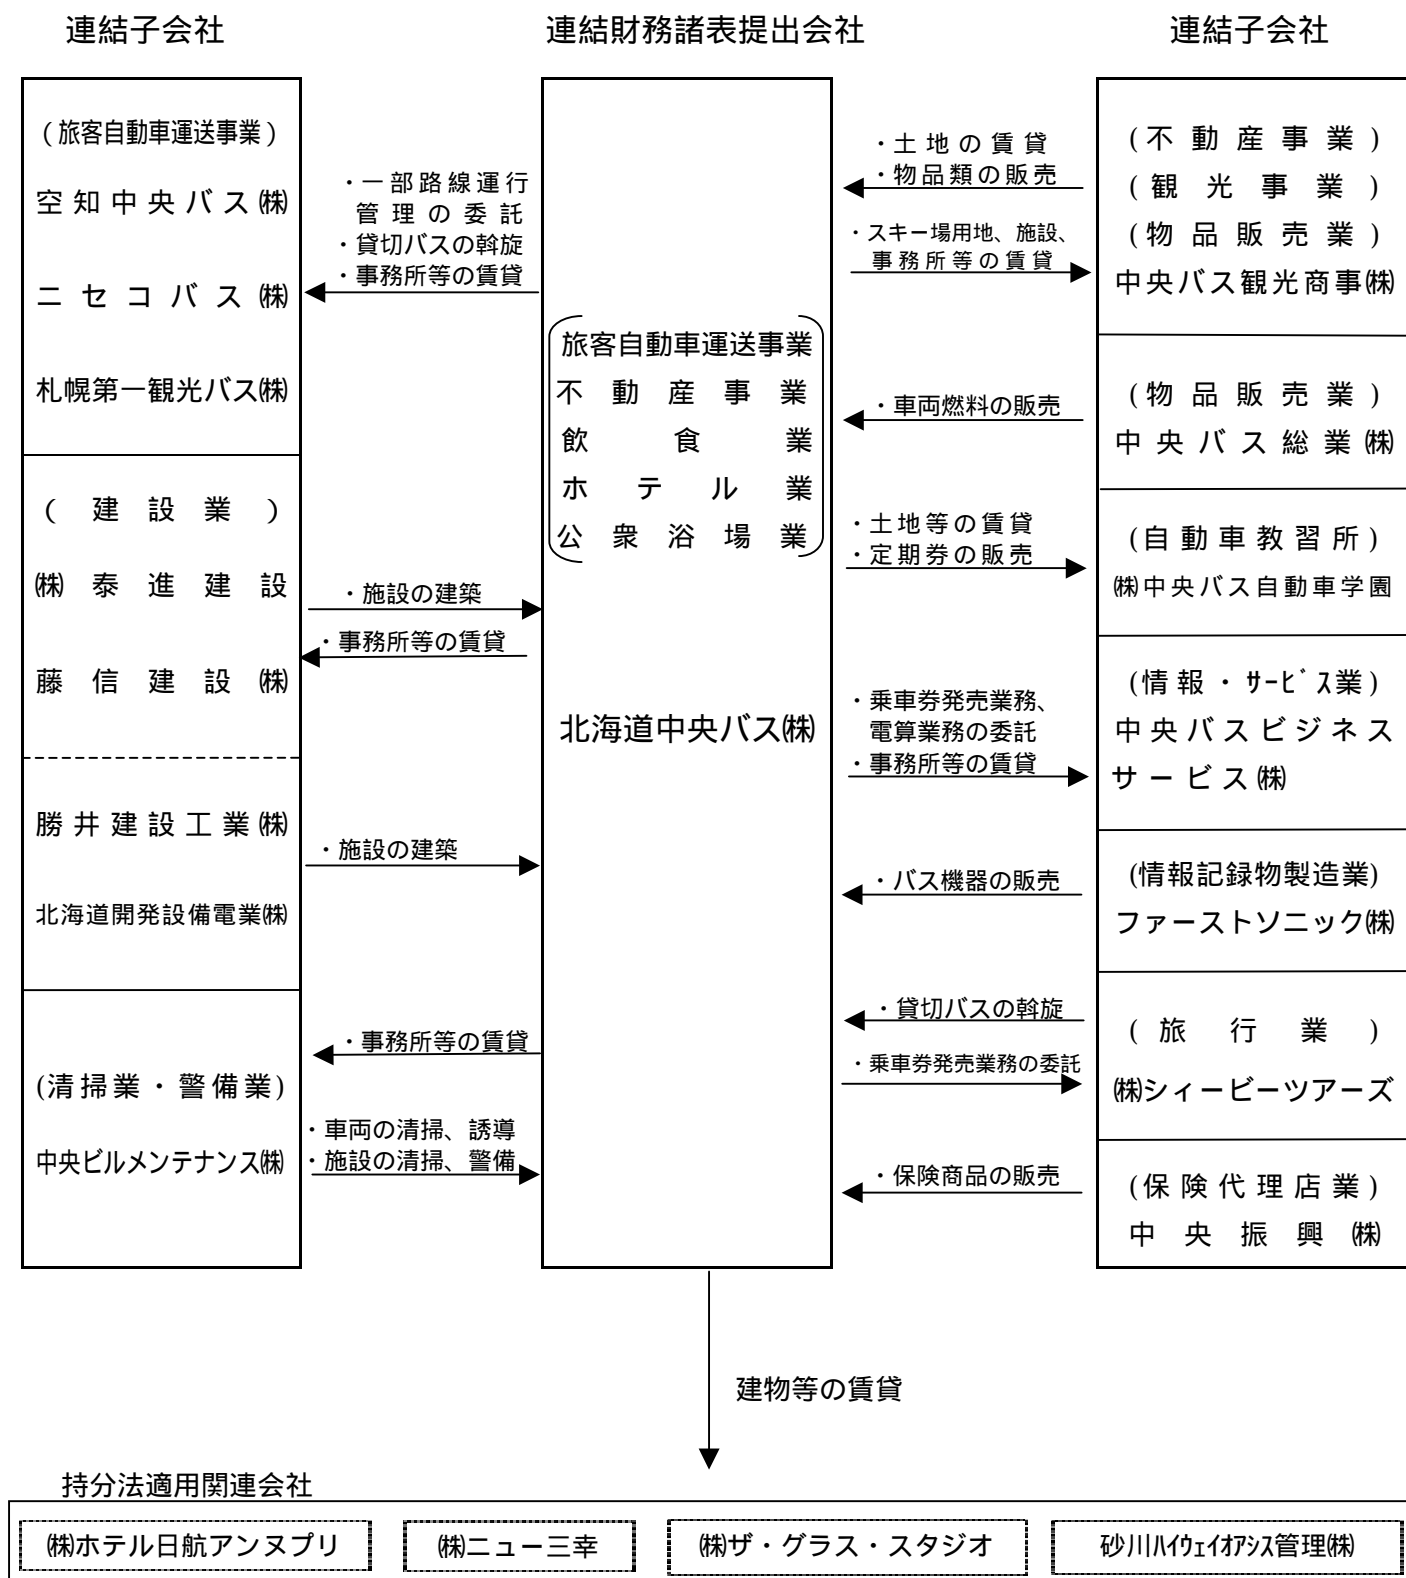 連結子会社
連結財務諸表提出会社
連結子会社
(旅客自動車運送事業)
空知中央バス㈱
ニセコバス㈱
札幌第一観光バス㈱
(建設業)
㈱泰進建設
藤信建設㈱
勝井建設工業㈱
北海道開発設備電業㈱
(清掃業・警備業)
中央ビルメンテナンス㈱
・一部路線運行
管理の委託
・貸切バスの斡旋
・事務所等の賃貸
・施設の建築
・事務所等の賃貸
・施設の建築
・事務所等の賃貸
・車両の清掃、誘導
・施設の清掃、警備
旅客自動車運送事業
不動産事業
飲食業
ホテル業
公衆浴場業
北海道中央バス㈱
・土地の賃貸
・物品類の販売
・スキー場用地、施設、
事務所等の賃貸
・車両燃料の販売
・土地等の賃貸
・定期券の販売
・乗車券発売業務、
電算業務の委託
・事務所等の賃貸
・バス機器の販売
・貸切バスの斡旋
・乗車券発売業務の委託
・保険商品の販売
(不動産事業)
(観光事業)
(物品販売業)
中央バス観光商事㈱
(物品販売業)
中央バス総業㈱
(自動車教習所)
㈱中央バス自動車学園
(情報・ｻｰﾋﾞｽ業)
中央バスビジネス
サービス㈱
(情報記録物製造業)
ファーストソニック㈱
(旅行業)
㈱シィービーツアーズ
(保険代理店業)
中央振興㈱
建物等の賃貸
持分法適用関連会社
㈱ホテル日航アンヌプリ
㈱ニュー三幸
㈱ザ・グラス・スタジオ
砂川ﾊｲｳｪｲｵｱｼｽ管理㈱